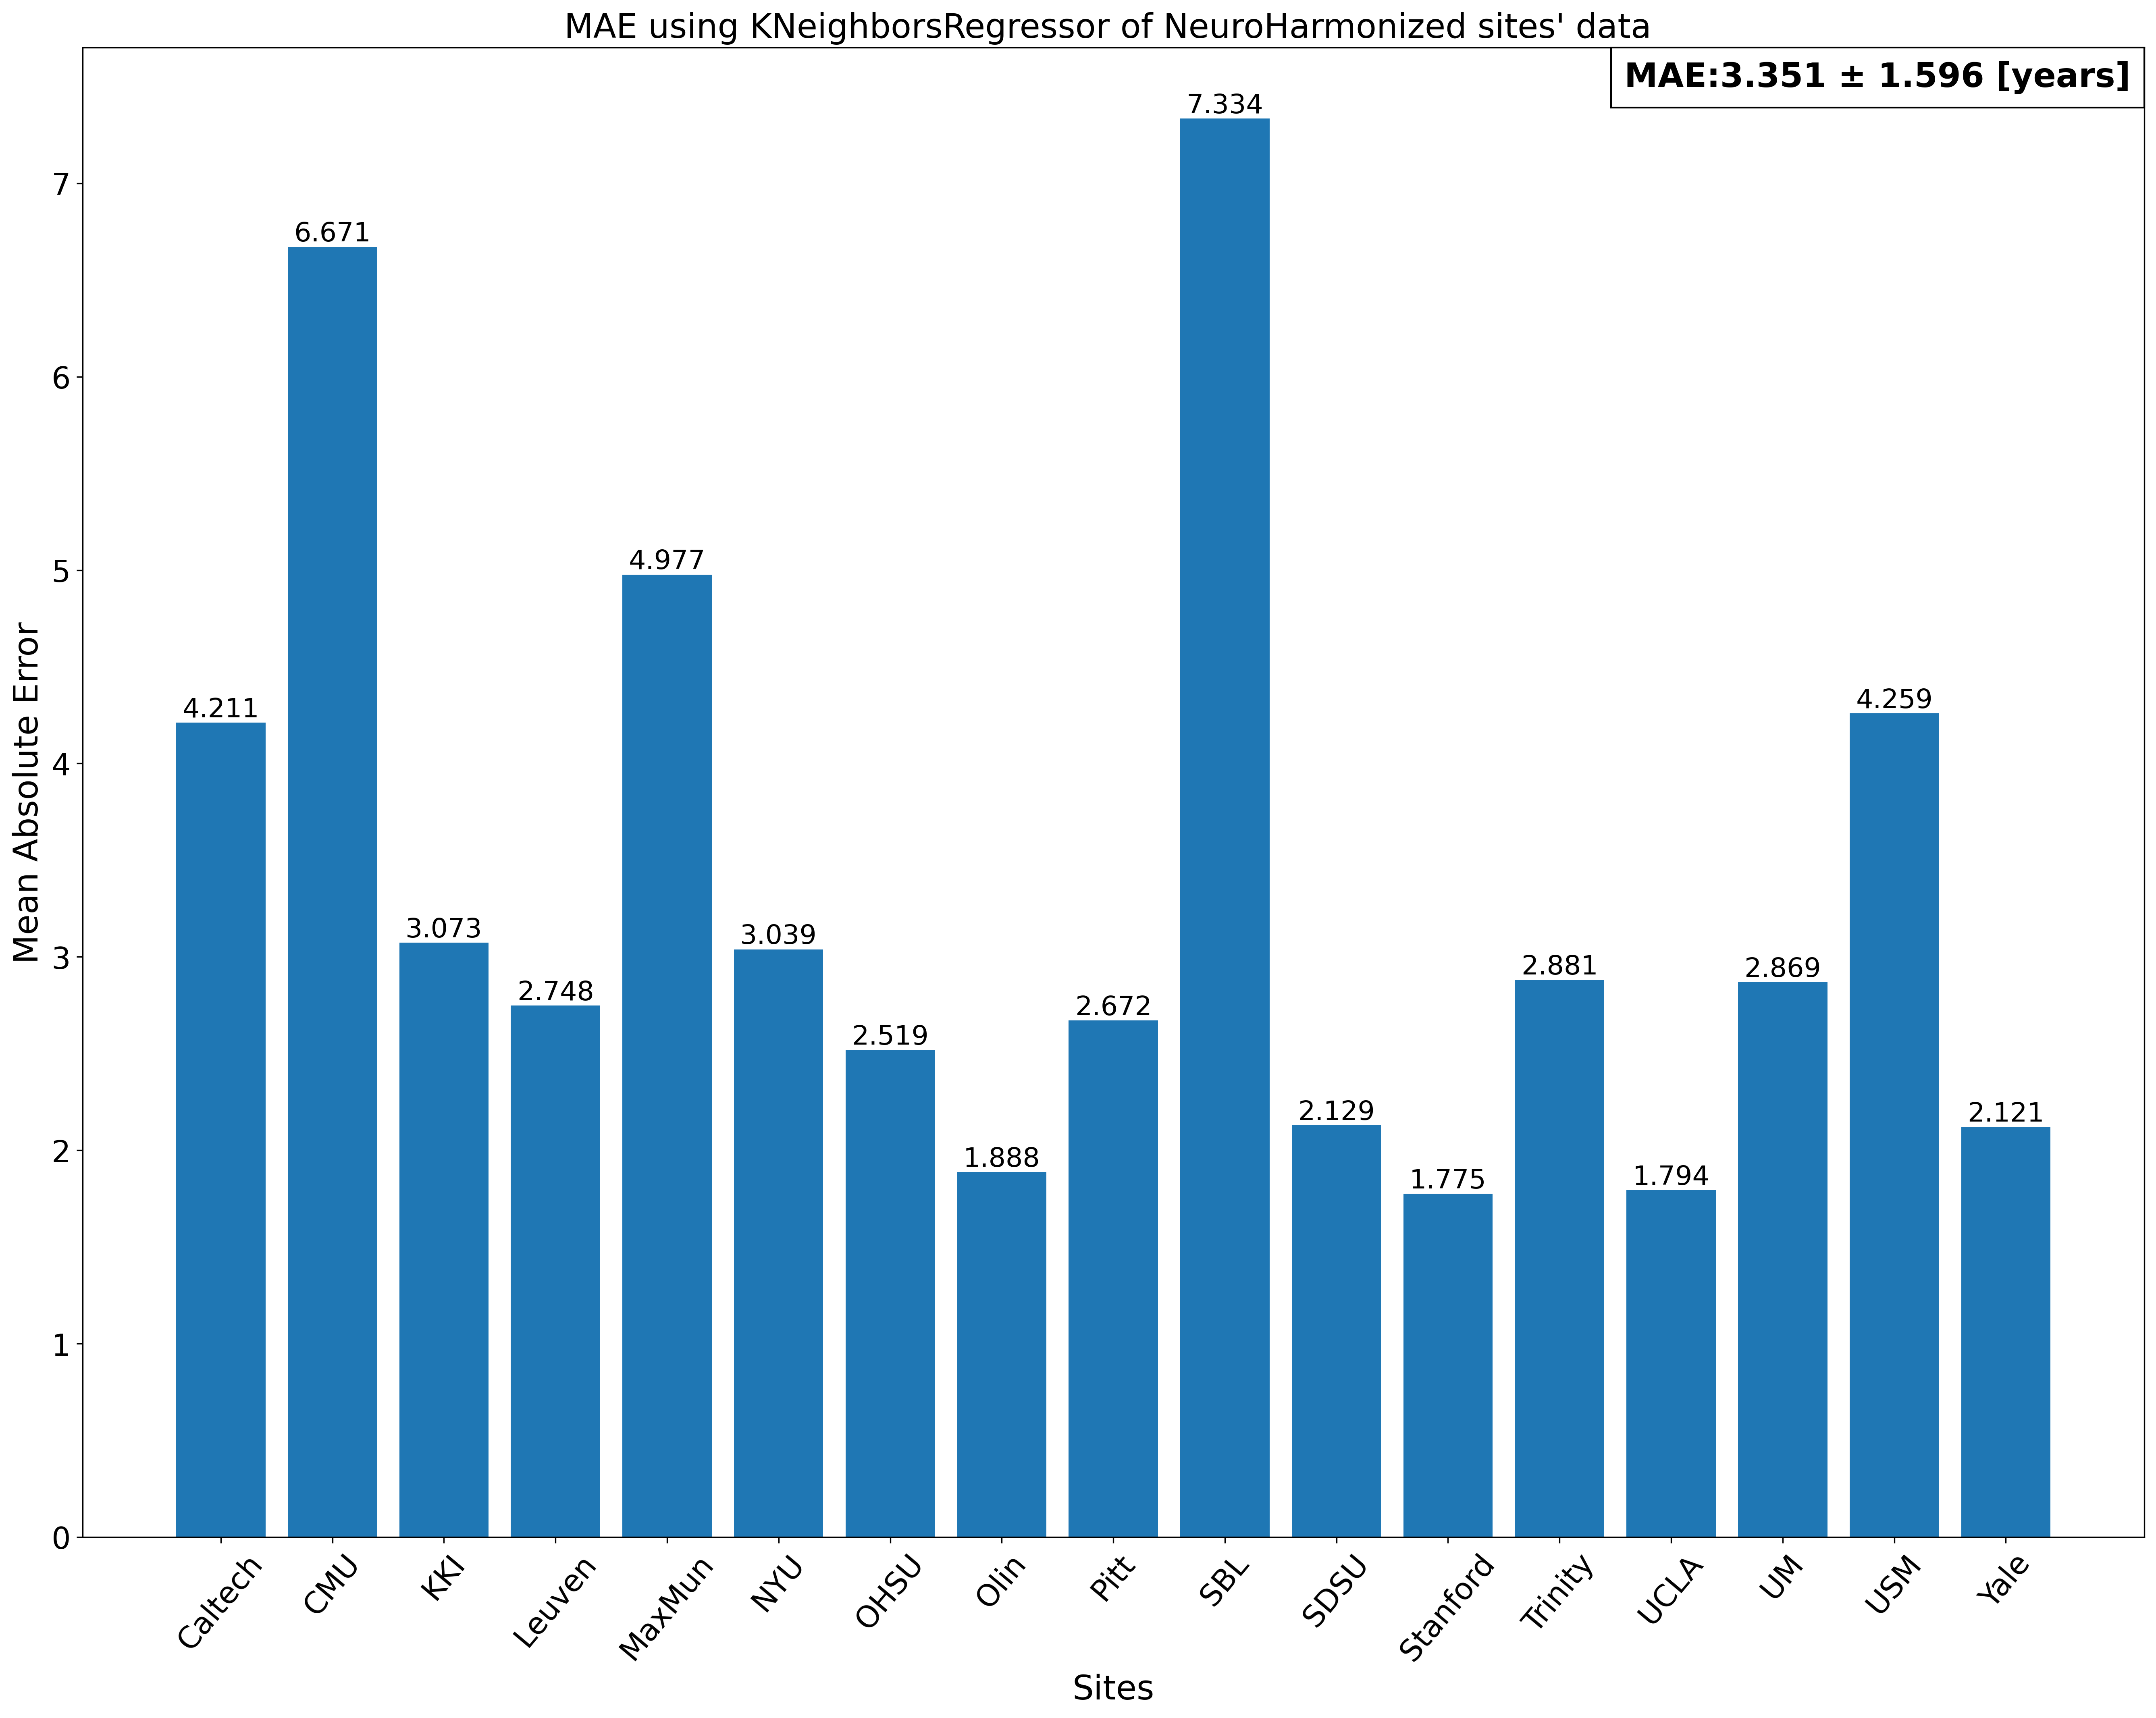 MAE using KNeighborsRegressor of NeuroHarmonized sites' data
MAE:3.351 ± 1.596 [years]
Mean Absolute Error
7
6
5
4
3
2
1
0
4.211
6.671
3.073
2.748
4.977
3.039
2.519
1.888
2.672
7.334
2.129
1.775
2.881
1.794
2.869
4.259
2.121
Caltech
CMU
KKI
Leuven
MaxMun
NYU
OHSU
Olin
Pitt
SBL
SDSU
Stanford
Trinity
UCLA
UM
USM
Yale
Sites